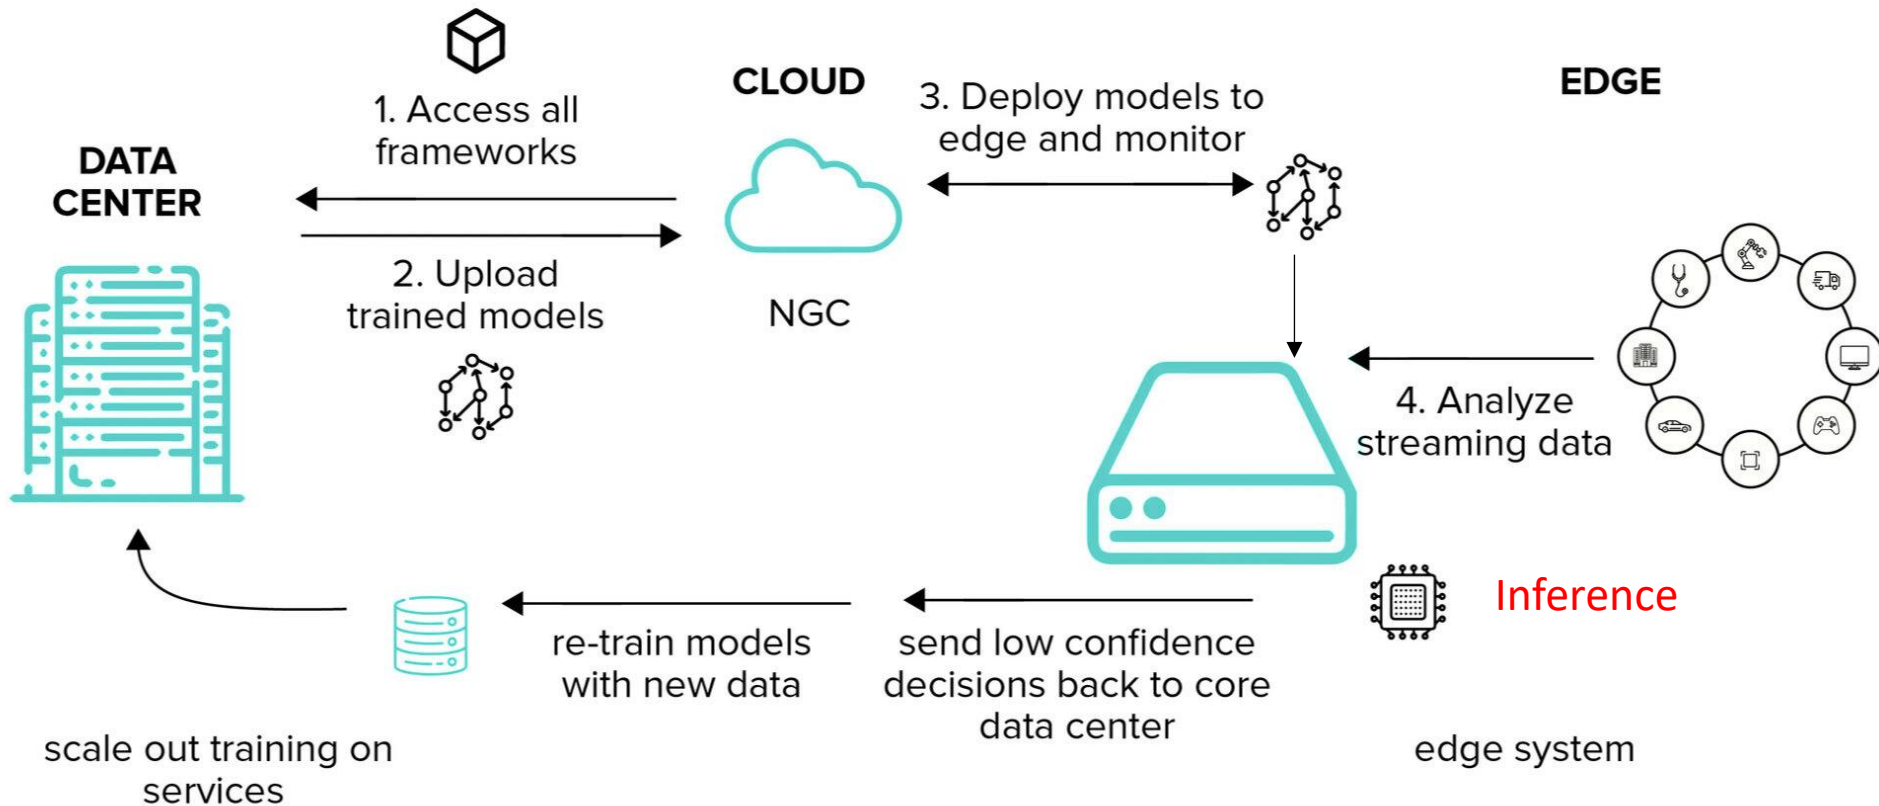 DATA
CENTER
1. Access all
frameworks
2. Upload
trained models
CLOUD
NGC
3. Deploy models to
edge and monitor
EDGE
4. Analyze
streaming data
Inference
re-train models
with new data
send low confidence
decisions back to core
data center
scale out training on
services
edge system